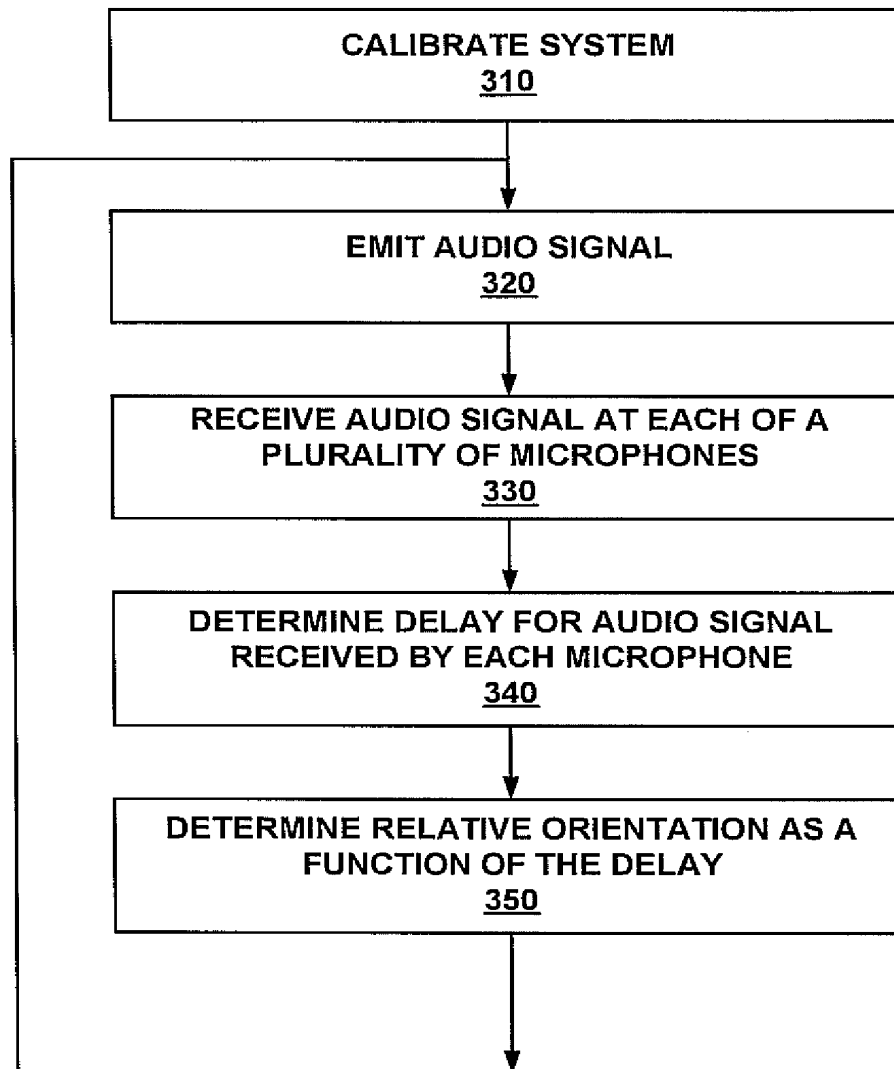 CALIBRATE SYSTEM
310
EMIT AUDIO SIGNAL
320
RECEIVE AUDIO SIGNAL AT EACH OF A
PLURALITY OF MICROPHONES
330
DETERMINE DELAY FOR AUDIO SIGNAL
RECEIVED BY EACH MICROPHONE
340
DETERMINE RELATIVE ORIENTATION AS A
FUNCTION OF THE DELAY
350